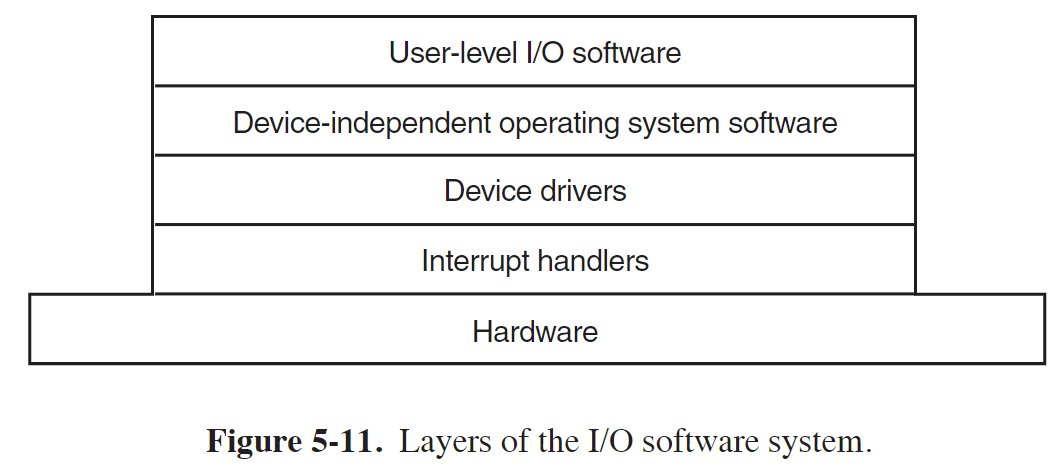 User-level I/O software
Device-independent operating system software
Device drivers
Interrupt handlers
Hardware
Figure 5-11. Layers of the I/O software system.